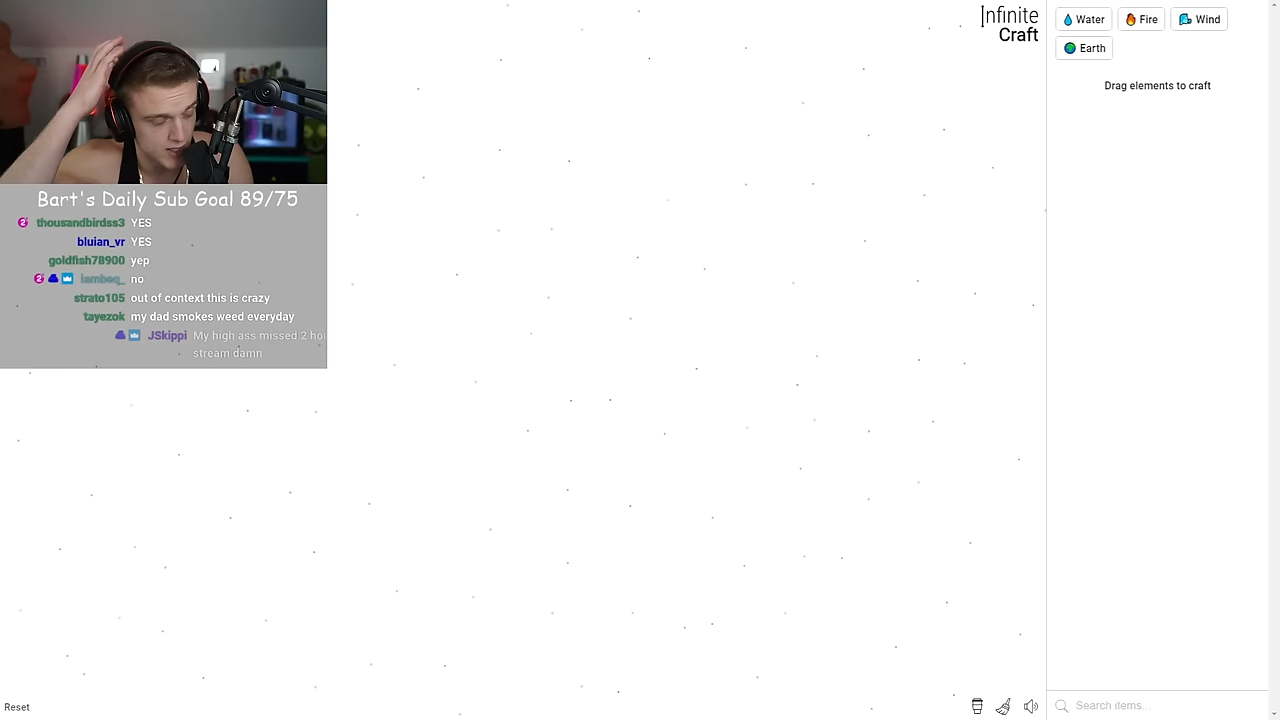 Infinite
Craft
Water
Fire
Wind
Earth
Drag elements to craft
Bart's Daily Sub Goal 89/75
thousandbirdss3 YES
bluian_vr YES
goldfish78900 yep
iambeq_ no
strato105 out of context this is crazy
tayezok my dad smokes weed everyday
JSkippi My high ass missed 2
stream damn
Reset
Search items...